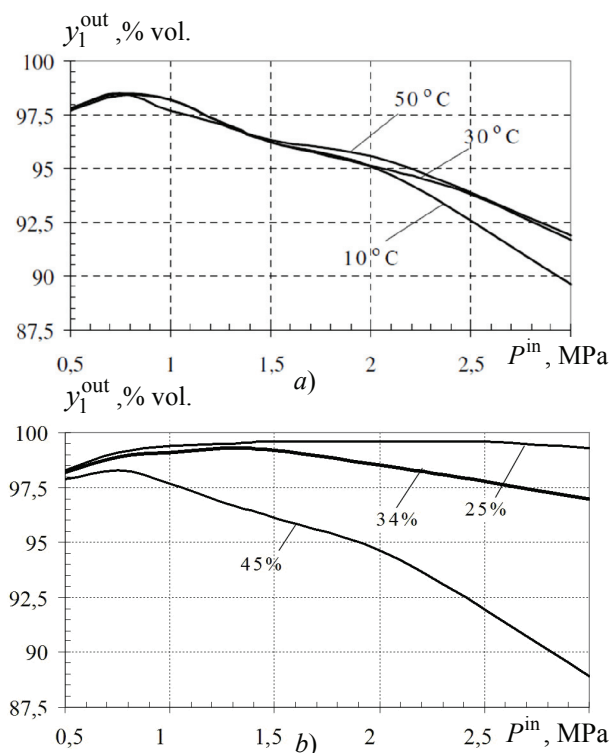 y₁ᵒᵘᵗ ,% vol.
100
97.5
95
92.5
90
87,5
50 °C
30 °C
10 °C
0,5 1 1,5 2 2,5 Pⁱⁿ, MPa
a)
y₁ᵒᵘᵗ ,% vol.
100
97.5
95
92.5
90
87,5
25%
34%
45%
0,5 1 1,5 2 2,5 Pⁱⁿ, MPa
b)